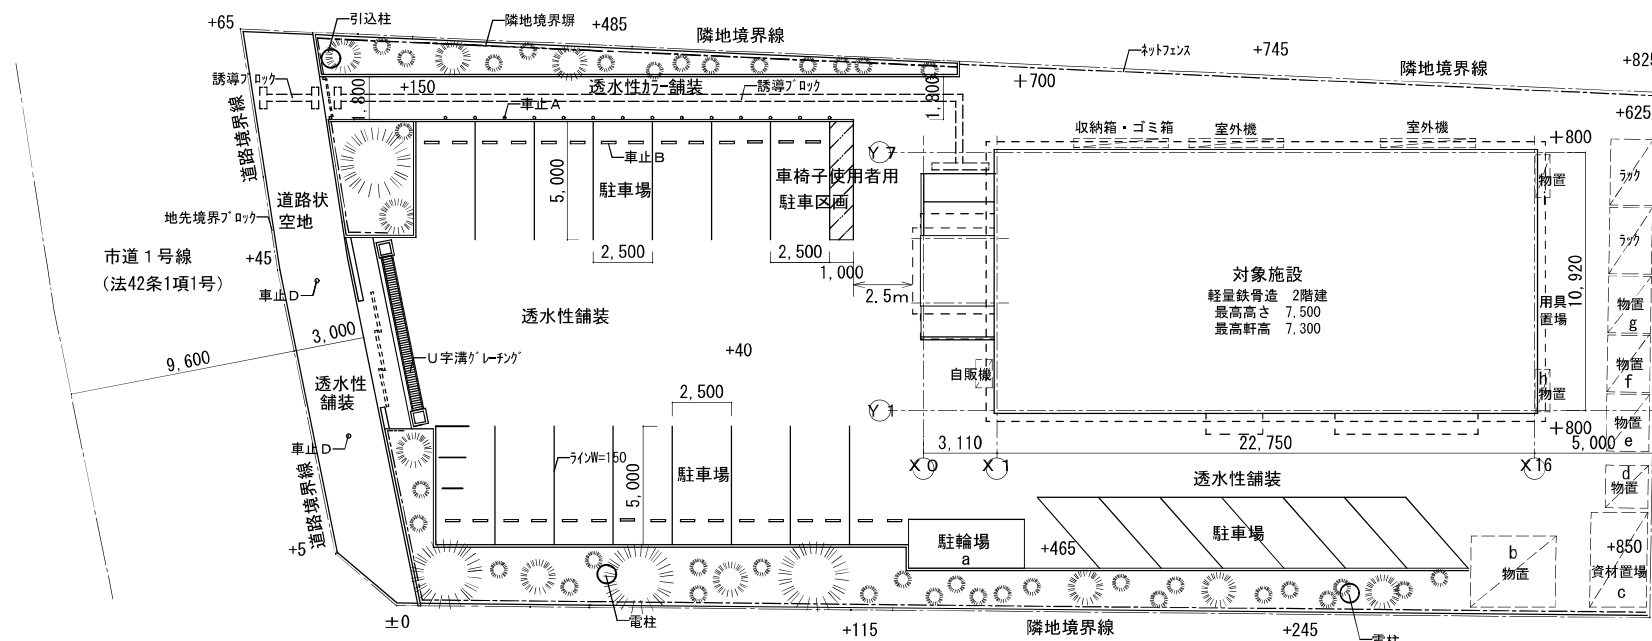 +65
引込柱
隣地境界塀
+485
隣地境界線
ネットフェンス
+745
隣地境界線
+825
誘導ブロック
1,800
+150
透水性カラー舗装
誘導ブロック
1,800
+700
+625
車止A
収納箱・ゴミ箱
室外機
室外機
+800
道路境界線
車止B
Y7
5,000
駐車場
車椅子使用者用
駐車区画
物置
ラック
道路状
空地
地先境界ブロック
市道1号線
(法42条1項1号)
+45
2,500
2,500
1,000
2.5m
ラック
対象施設
軽量鉄骨造 2階建
最高高さ 7,500
最高軒高 7,300
10,920
用具
置場
物置
g
車止D
透水性舗装
3,000
9,600
+40
U字溝グレーチング
自販機
物置
f
透水性
舗装
2,500
Y1
h
物置
物置
e
+800
車止D
3,110
22,750
5,000
X0
X1
X16
ラインW=150
5,000
駐車場
透水性舗装
d
物置
道路境界線
+5
駐輪場
a
+465
駐車場
b
物置
+850
資材置場
c
±0
電柱
+115
隣地境界線
+245
電柱